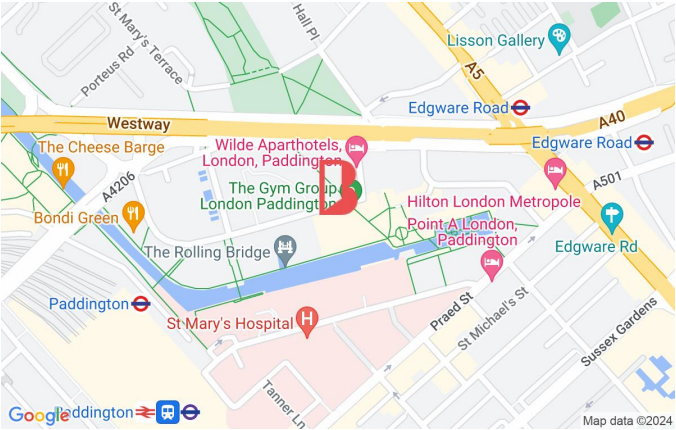 St Mary's Terrace
Hall Pl
Porteus Rd
Lisson Gallery
A5
Edgware Road
A40
Westway
Edgware Road
The Cheese Barge
Wilde Aparthotels,
London, Paddington
A4206
A501
The Gym Group
London Paddington
B
Hilton London Metropole
Bondi Green
Point A London,
Paddington
Edgware Rd
The Rolling Bridge
Paddington
St Mary's Hospital
H
Praed St
St Michael's St
Sussex Gardens
Tanner Ln
Google
Paddington
Map data ©2024